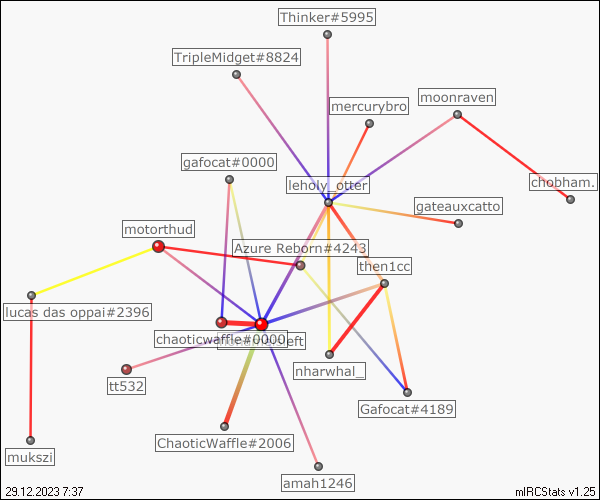 Thinker#5995
TripleMidget#8824
mercurybro
moonraven
gafocat#0000
leholy_otter
chobham.
gateauxcatto
motorthud
Azure Reborn#4243
then1cc
lucas das oppai#2396
chaoticwaffle#0000
nharwhal_
tt532
Gafocat#4189
ChaoticWaffle#2006
mukszi
amah1246
29.12.2023 7:37
mIRCStats v1.25